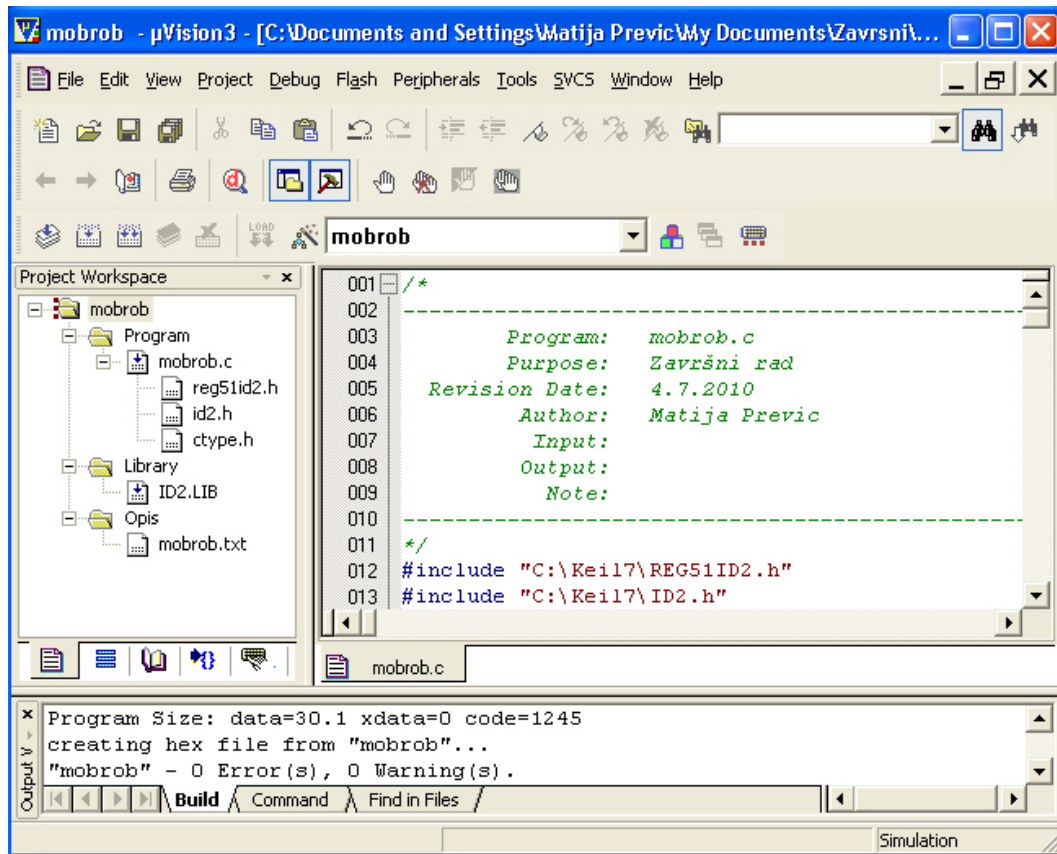 mobrob - µVision3 - [C:\Documents and Settings\Matija Previc\My Documents\Zavrsni\...
File Edit View Project Debug Flash Peripherals Tools SVCS Window Help
LOAD
mobrob
Project Workspace
mobrob
Program
mobrob.c
reg51id2.h
id2.h
ctype.h
Library
ID2.LIB
Opis
mobrob.txt
001 /*
002 ------------------------------------------------
003 Program: mobrob.c
004 Purpose: Završni rad
005 Revision Date: 4.7.2010
006 Author: Matija Previc
007 Input:
008 Output:
009 Note:
010 ------------------------------------------------
011 */
012 #include "C:\Keil7\REG51ID2.h"
013 #include "C:\Keil7\ID2.h"
mobrob.c
Output V
Program Size: data=30.1 xdata=0 code=1245
creating hex file from "mobrob"...
"mobrob" - 0 Error(s), 0 Warning(s).
Build Command Find in Files
Simulation